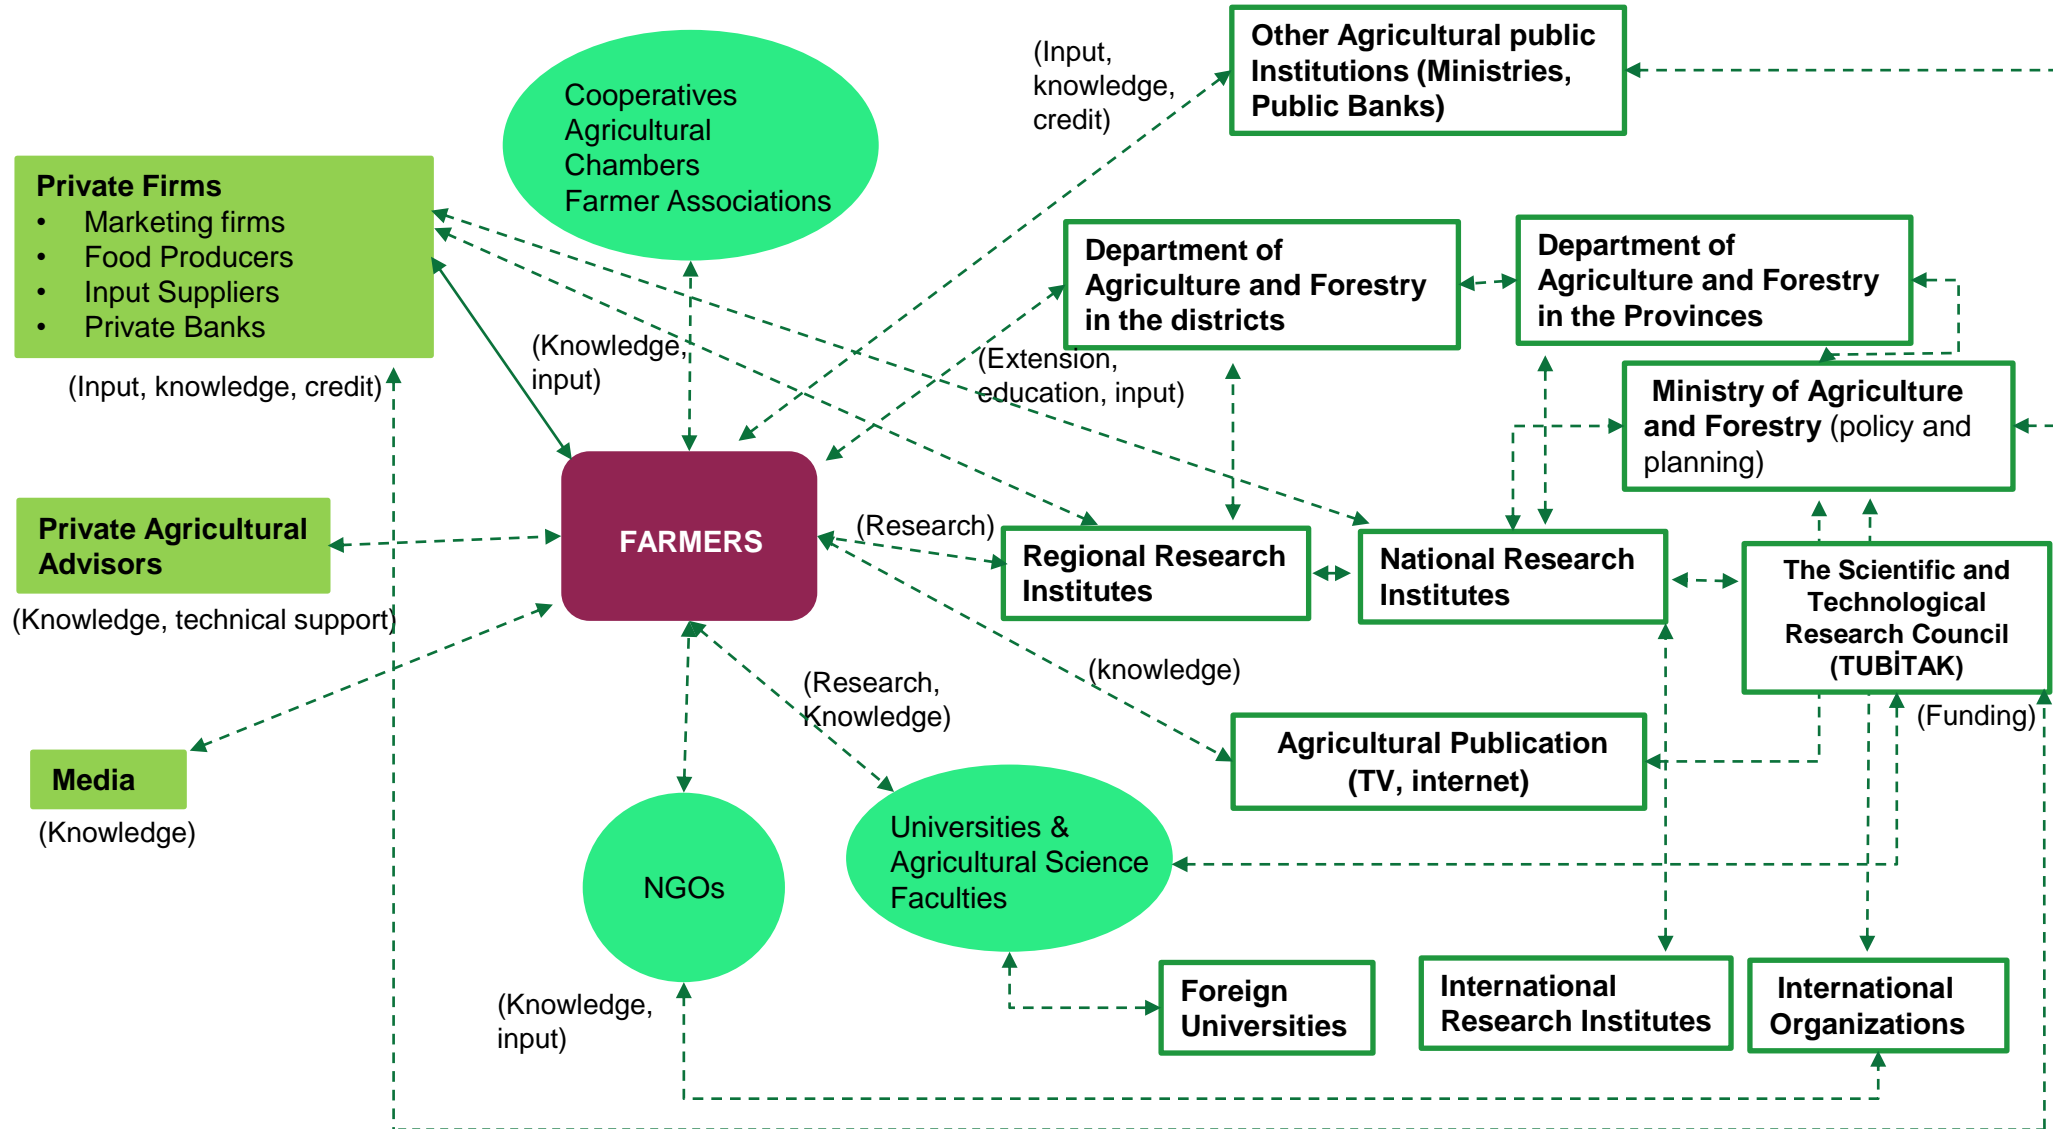 Other Agricultural public
Institutions (Ministries,
Public Banks)
(Input,
knowledge,
credit)
Cooperatives
Agricultural
Chambers
Farmer Associations
Private Firms
• Marketing firms
• Food Producers
• Input Suppliers
• Private Banks
(Input, knowledge, credit)
(Knowledge,
input)
Department of
Agriculture and Forestry
in the districts
Department of
Agriculture and Forestry
in the Provinces
(Extension,
education, input)
Ministry of Agriculture
and Forestry (policy and
planning)
Private Agricultural
Advisors
(Knowledge, technical support)
FARMERS
(Research)
Regional Research
Institutes
National Research
Institutes
The Scientific and
Technological
Research Council
(TUBİTAK)
(Funding)
(Research,
Knowledge)
(knowledge)
Agricultural Publication
(TV, internet)
Media
(Knowledge)
NGOs
(Knowledge,
input)
Universities &
Agricultural Science
Faculties
Foreign
Universities
International
Research Institutes
International
Organizations